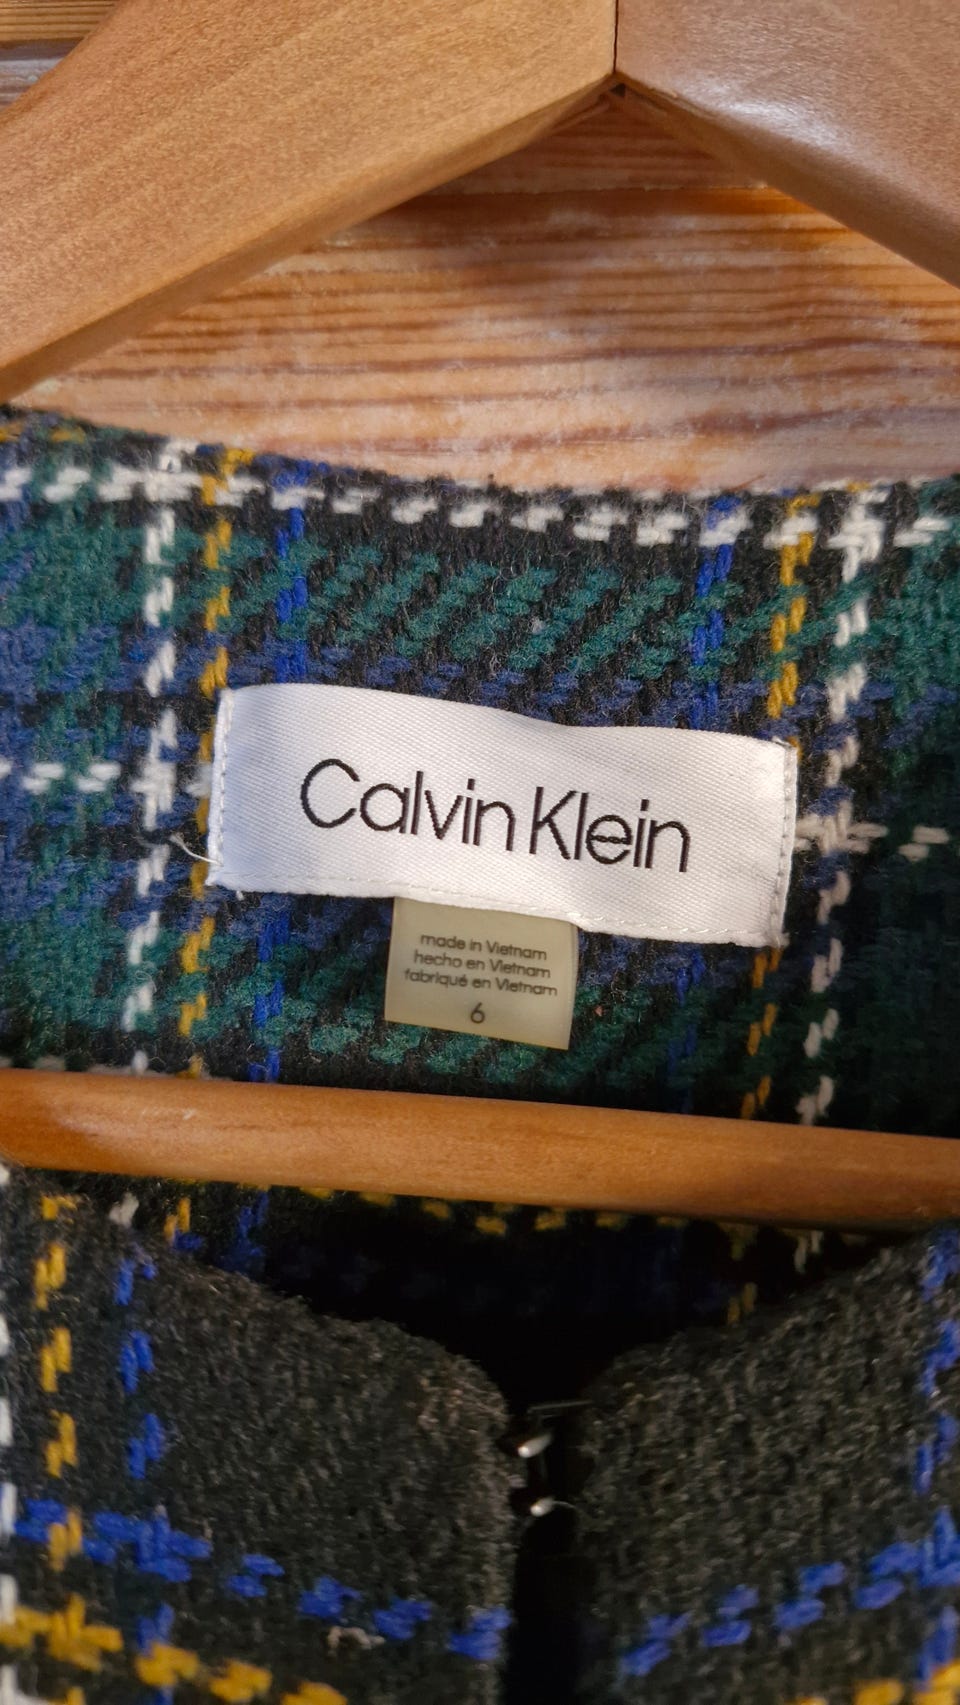 Calvin Klein
made in Vietnam
hecho en Vietnam
fabriqué en Vietnam
6